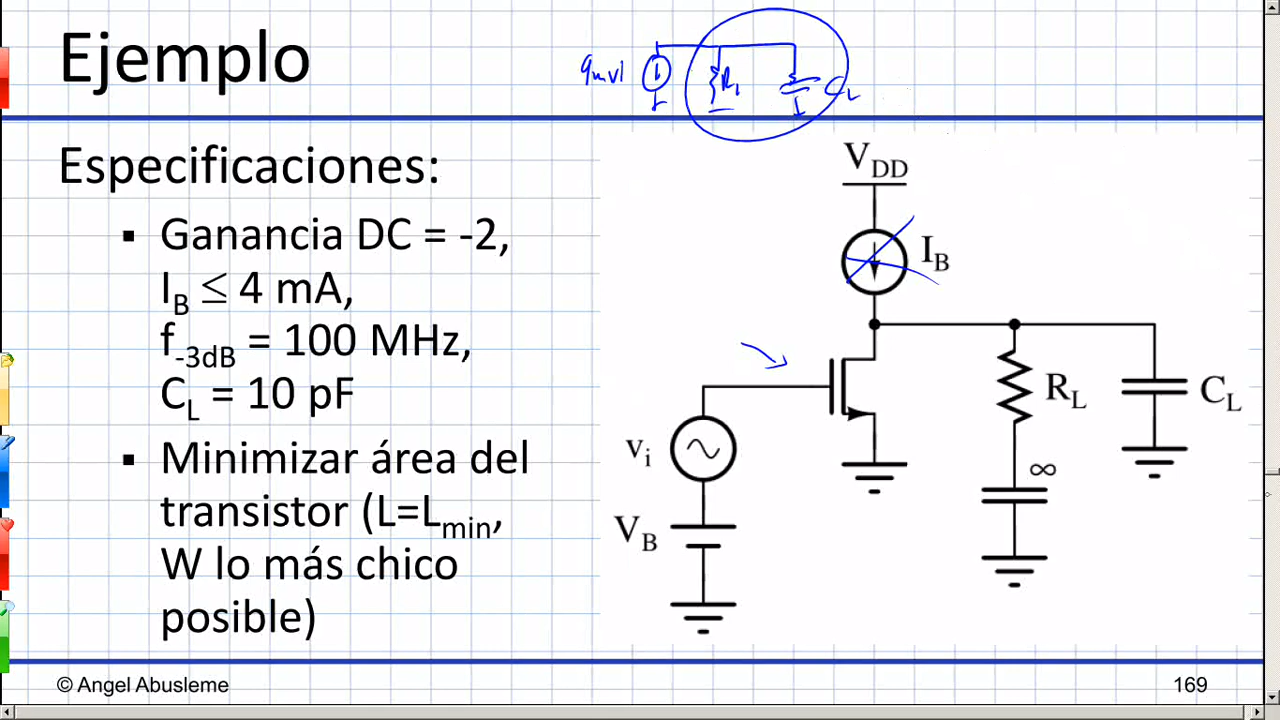 Ejemplo
gmvi
R1
CL
Especificaciones:
▪ Ganancia DC = -2,
IB ≤ 4 mA,
f-3dB = 100 MHz,
CL = 10 pF
▪ Minimizar área del
transistor (L=Lmin,
W lo más chico
posible)
VDD
IB
RL
CL
vi
∞
VB
© Angel Abusleme
169